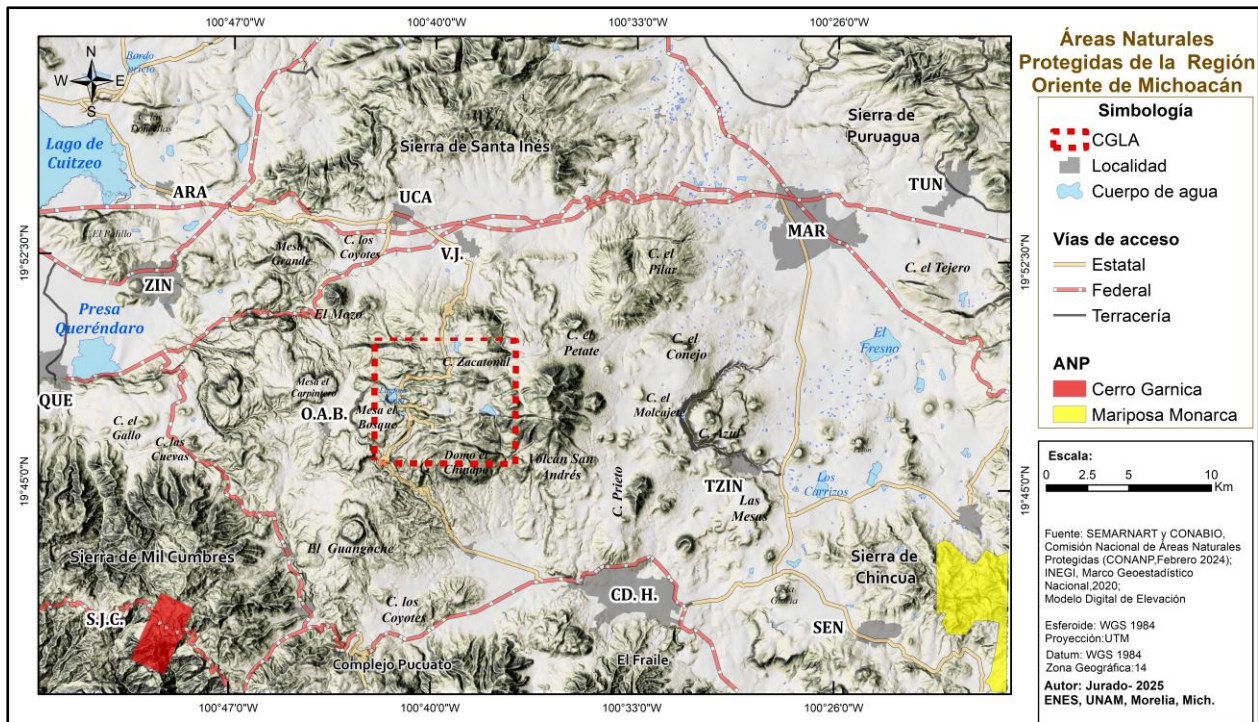 100°47'0"W
100°40'0"W
100°33'0"W
100°26'0"W
N
W
E
S
Bordo
prieto
Lago de
Cuitzeo
Sierra de Santa Inés
Sierra de
Puruagua
ARA
UCA
TUN
MAR
V.J.
ZIN
19°52'30"N
19°52'30"N
Mesa
Grande
C. los
Coyotes
C. el
Pilar
C. el Tejero
Presa
Queréndaro
El Mozo
C. el
Petate
C. el
Conejo
El
Fresno
C. Zacatonal
Mesa el
Carpintero
O.A.B.
Mesa el
Bosque
C. el
Molcajete
C. Azul
QUE
C. el
Gallo
C. las
Cuevas
Domo el
Chinapo
Volcán San
Andrés
TZIN
Las
Mesas
Los
Carrizos
C. Prieto
19°45'0"N
19°45'0"N
Sierra de Mil Cumbres
El Guangoche
Sierra de
Chincua
S.J.C.
C. los
Coyotes
CD. H.
SEN
Complejo Pucuato
El Fraile
100°47'0"W
100°40'0"W
100°33'0"W
100°26'0"W
Áreas Naturales
Protegidas de la Región
Oriente de Michoacán
Simbología
CGLA
Localidad
Cuerpo de agua
Vías de acceso
Estatal
Federal
Terracería
ANP
Cerro Garnica
Mariposa Monarca
Escala:
0 2.5 5 10
Km
Fuente: SEMARNART y CONABIO,
Comisión Nacional de Áreas Naturales
Protegidas (CONANP,Febrero 2024);
INEGI, Marco Geoestadístico
Nacional,2020;
Modelo Digital de Elevación
Esferoide: WGS 1984
Proyección:UTM
Datum: WGS 1984
Zona Geográfica:14
Autor: Jurado- 2025
ENES, UNAM, Morelia, Mich.